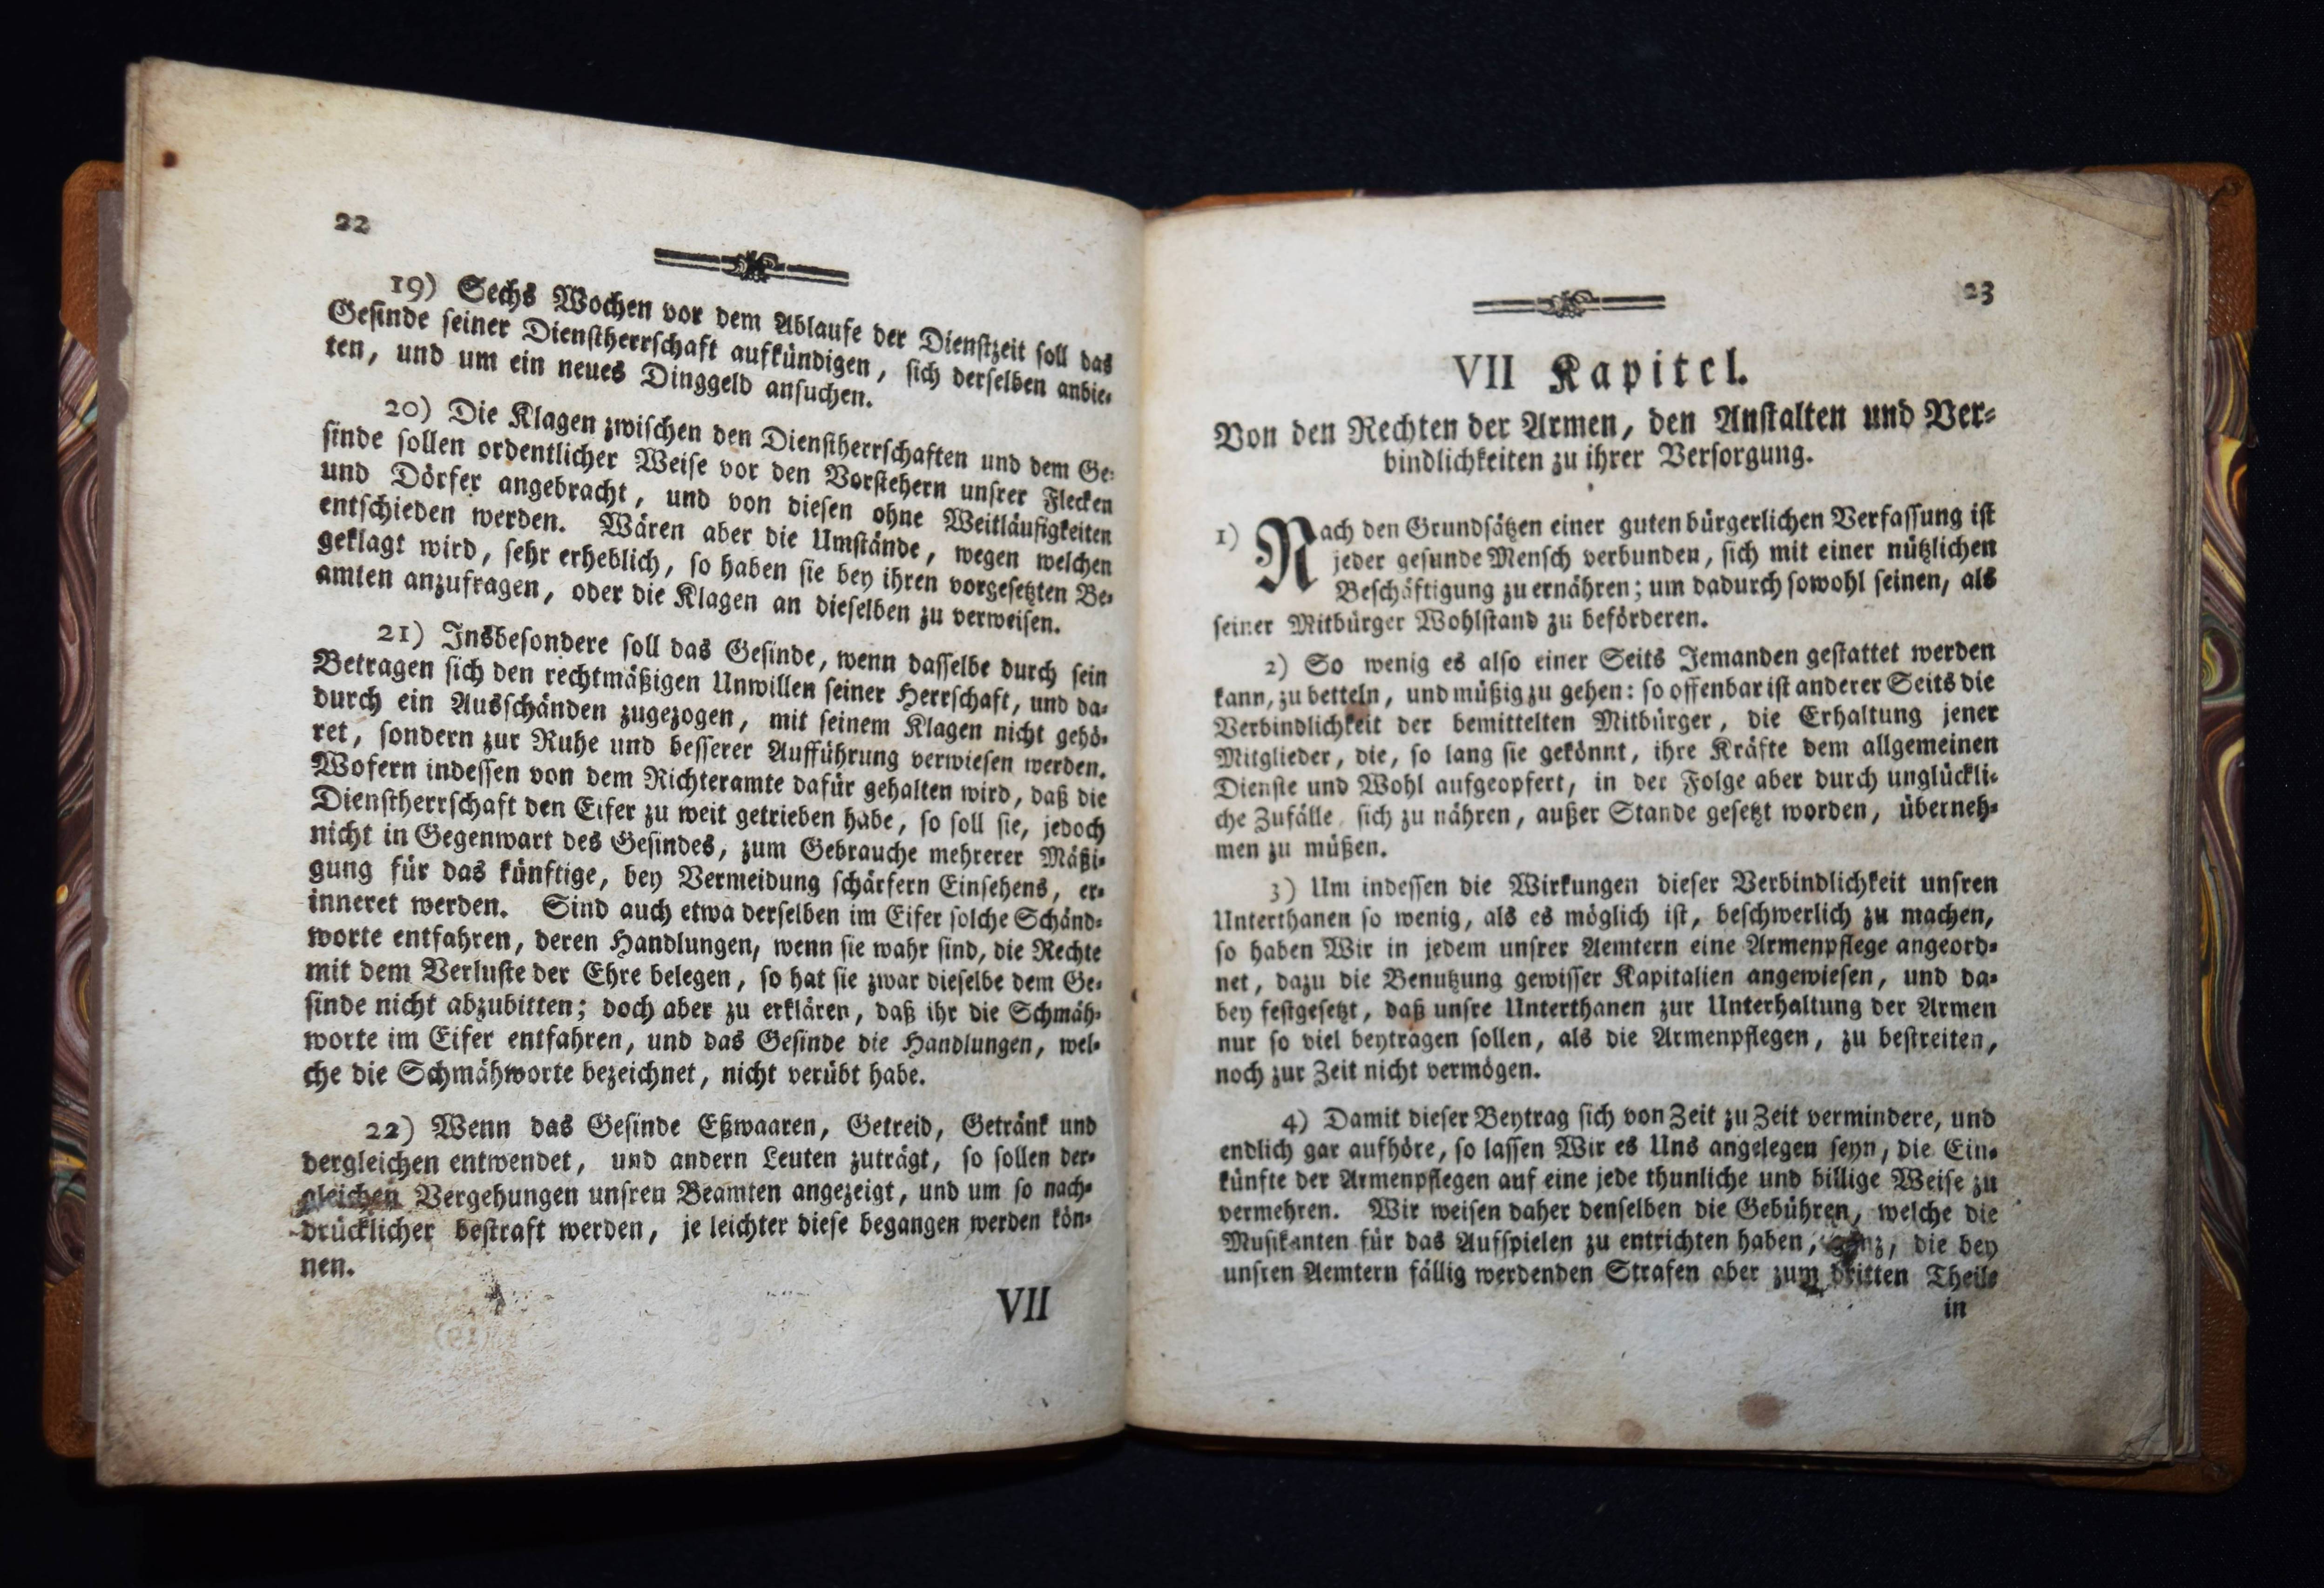 22
19) Sechs Wochen vor dem Ablaufe der Dienstzeit soll das
Gesinde seiner Dienstherrschaft aufkündigen, sich derselben anbie-
ten, und um ein neues Dinggeld ansuchen.
20) Die Klagen zwischen den Dienstherrschaften und dem Ge-
sinde sollen ordentlicher Weise vor den Vorstehern unsrer Flecken
und Dörfer angebracht, und von diesen ohne Weitläufigkeiten
entschieden werden. Wären aber die Umstände, wegen welchen
geklagt wird, sehr erheblich, so haben sie bey ihren vorgesetzten Be-
amten anzufragen, oder die Klagen an dieselben zu verweisen.
21) Insbesondere soll das Gesinde, wenn dasselbe durch sein
Betragen sich den rechtmäßigen Unwillen seiner Herrschaft, und da-
durch ein Ausschänden zugezogen, mit seinem Klagen nicht gehö-
ret, sondern zur Ruhe und besserer Aufführung verwiesen werden.
Wofern indessen von dem Richteramte dafür gehalten wird, daß die
Dienstherrschaft den Eifer zu weit getrieben habe, so soll sie, jedoch
nicht in Gegenwart des Gesindes, zum Gebrauche mehrerer Mäßi-
gung für das künftige, bey Vermeidung schärfern Einsehens, er-
inneret werden. Sind auch etwa derselben im Eifer solche Schänd-
worte entfahren, deren Handlungen, wenn sie wahr sind, die Rechte
mit dem Verluste der Ehre belegen, so hat sie zwar dieselbe dem Ge-
sinde nicht abzubitten; doch aber zu erklären, daß ihr die Schmäh-
worte im Eifer entfahren, und das Gesinde die Handlungen, wel-
che die Schmähworte bezeichnet, nicht verübt habe.
22) Wenn das Gesinde Eßwaaren, Getreid, Getränk und
dergleichen entwendet, und andern Leuten zuträgt, so sollen der-
gleichen Vergehungen unsren Beamten angezeigt, und um so nach-
drücklicher bestraft werden, je leichter diese begangen werden kön-
nen.
VII
23
VII Kapitel.
Von den Rechten der Armen, den Anstalten und Ver-
bindlichkeiten zu ihrer Versorgung.
1) Nach den Grundsätzen einer guten bürgerlichen Verfassung ist
jeder gesunde Mensch verbunden, sich mit einer nützlichen
Beschäftigung zu ernähren; um dadurch sowohl seinen, als
seiner Mitbürger Wohlstand zu beförderen.
2) So wenig es also einer Seits Jemanden gestattet werden
kann, zu betteln, und müßig zu gehen: so offenbar ist anderer Seits die
Verbindlichkeit der bemittelten Mitbürger, die Erhaltung jener
Mitglieder, die, so lang sie gekönnt, ihre Kräfte dem allgemeinen
Dienste und Wohl aufgeopfert, in der Folge aber durch unglückli-
che Zufälle sich zu nähren, außer Stande gesetzt worden, überneh-
men zu müßen.
3) Um indessen die Wirkungen dieser Verbindlichkeit unsren
Unterthanen so wenig, als es möglich ist, beschwerlich zu machen,
so haben Wir in jedem unsrer Aemtern eine Armenpflege angeord-
net, dazu die Benutzung gewisser Kapitalien angewiesen, und da-
bey festgesetzt, daß unsre Unterthanen zur Unterhaltung der Armen
nur so viel beytragen sollen, als die Armenpflegen, zu bestreiten,
noch zur Zeit nicht vermögen.
4) Damit dieser Beytrag sich von Zeit zu Zeit vermindere, und
endlich gar aufhöre, so lassen Wir es Uns angelegen seyn, die Ein-
künfte der Armenpflegen auf eine jede thunliche und billige Weise zu
vermehren. Wir weisen daher denselben die Gebühren, welche die
Musikanten für das Aufspielen zu entrichten haben, ganz, die bey
unsren Aemtern fällig werdenden Strafen aber zum dritten Theile
in